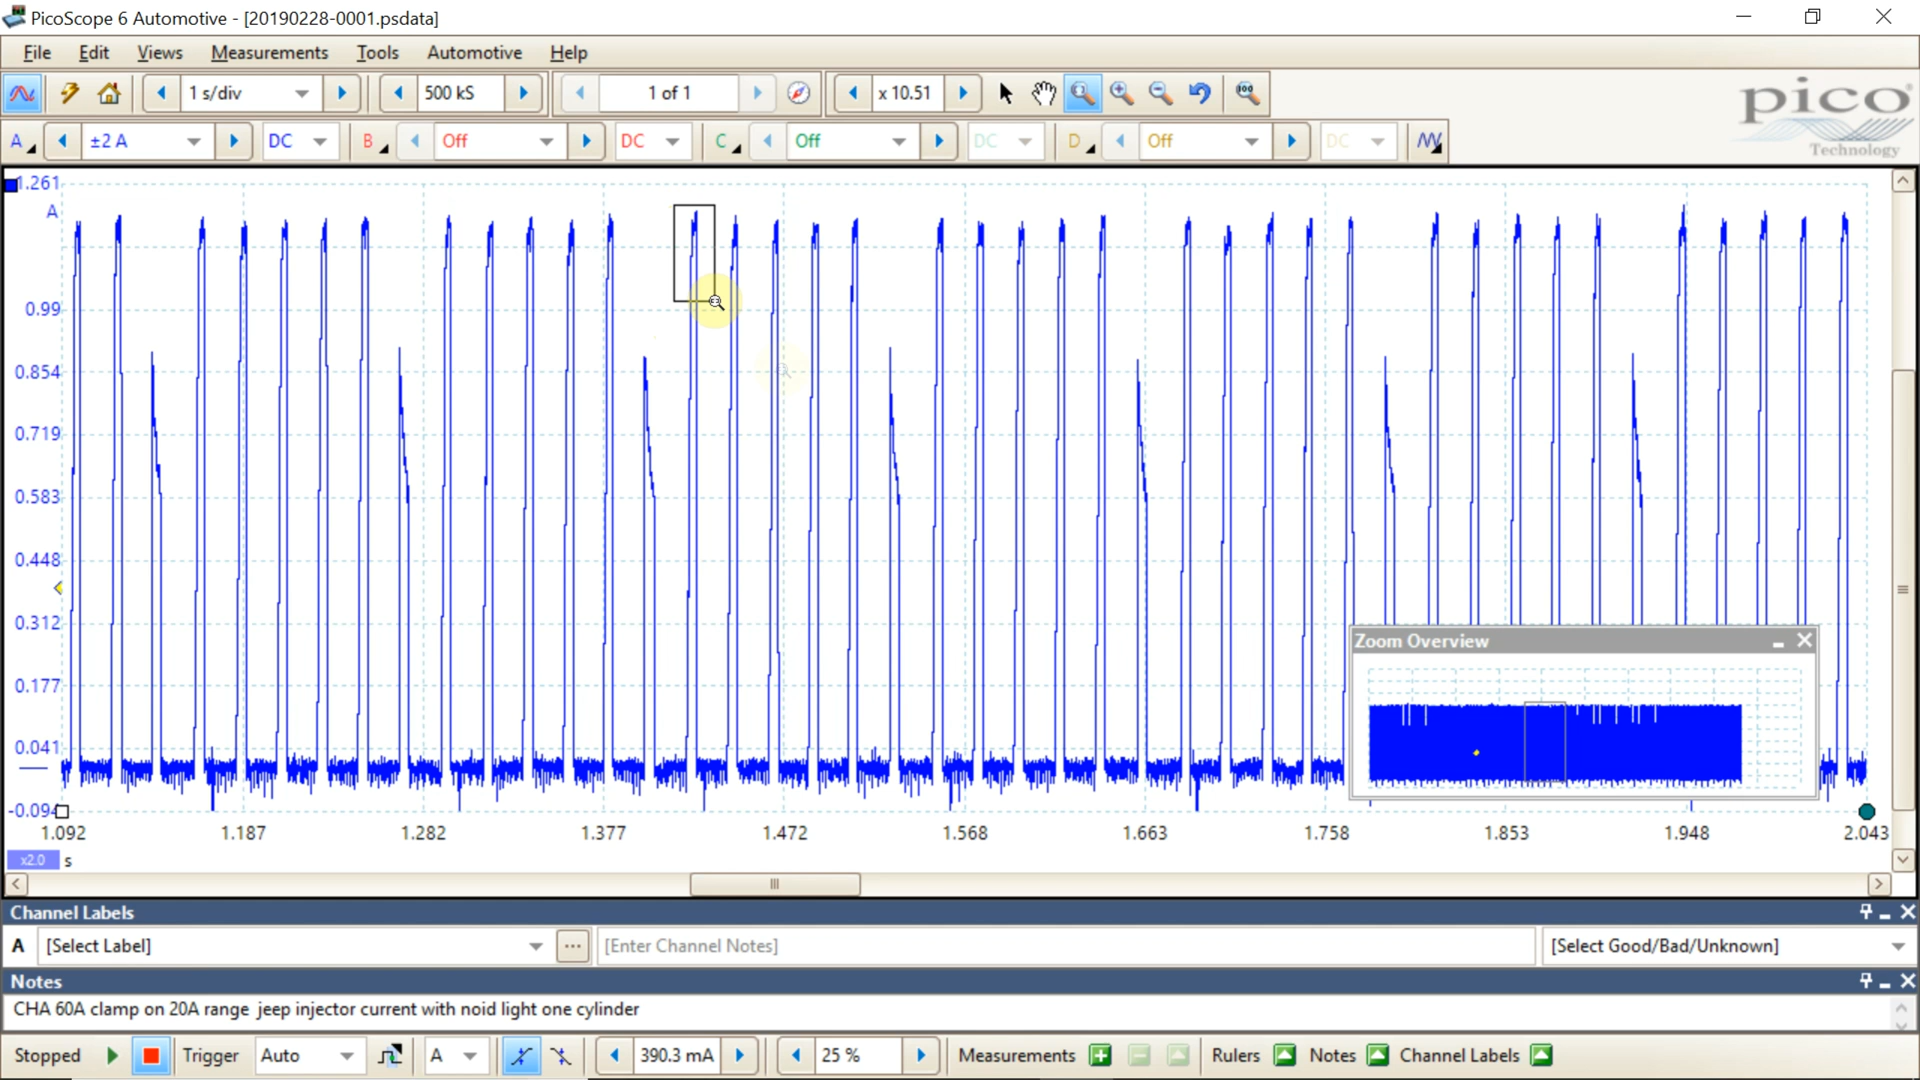 PicoScope 6 Automotive - [20190228-0001.psdata]
File Edit Views Measurements Tools Automotive Help
1 s/div 500 kS 1 of 1 x 10.51
A ±2 A DC B Off DC C Off DC D Off DC
pico
Technology
1.261
A
0.99
0.854
0.719
0.583
0.448
0.312
0.177
0.041
-0.094
Zoom Overview
1.092 1.187 1.282 1.377 1.472 1.568 1.663 1.758 1.853 1.948 2.043
x2.0 s
Channel Labels
A [Select Label] ... [Enter Channel Notes] [Select Good/Bad/Unknown]
Notes
CHA 60A clamp on 20A range jeep injector current with noid light one cylinder
Stopped Trigger Auto A 390.3 mA 25 % Measurements Rulers Notes Channel Labels